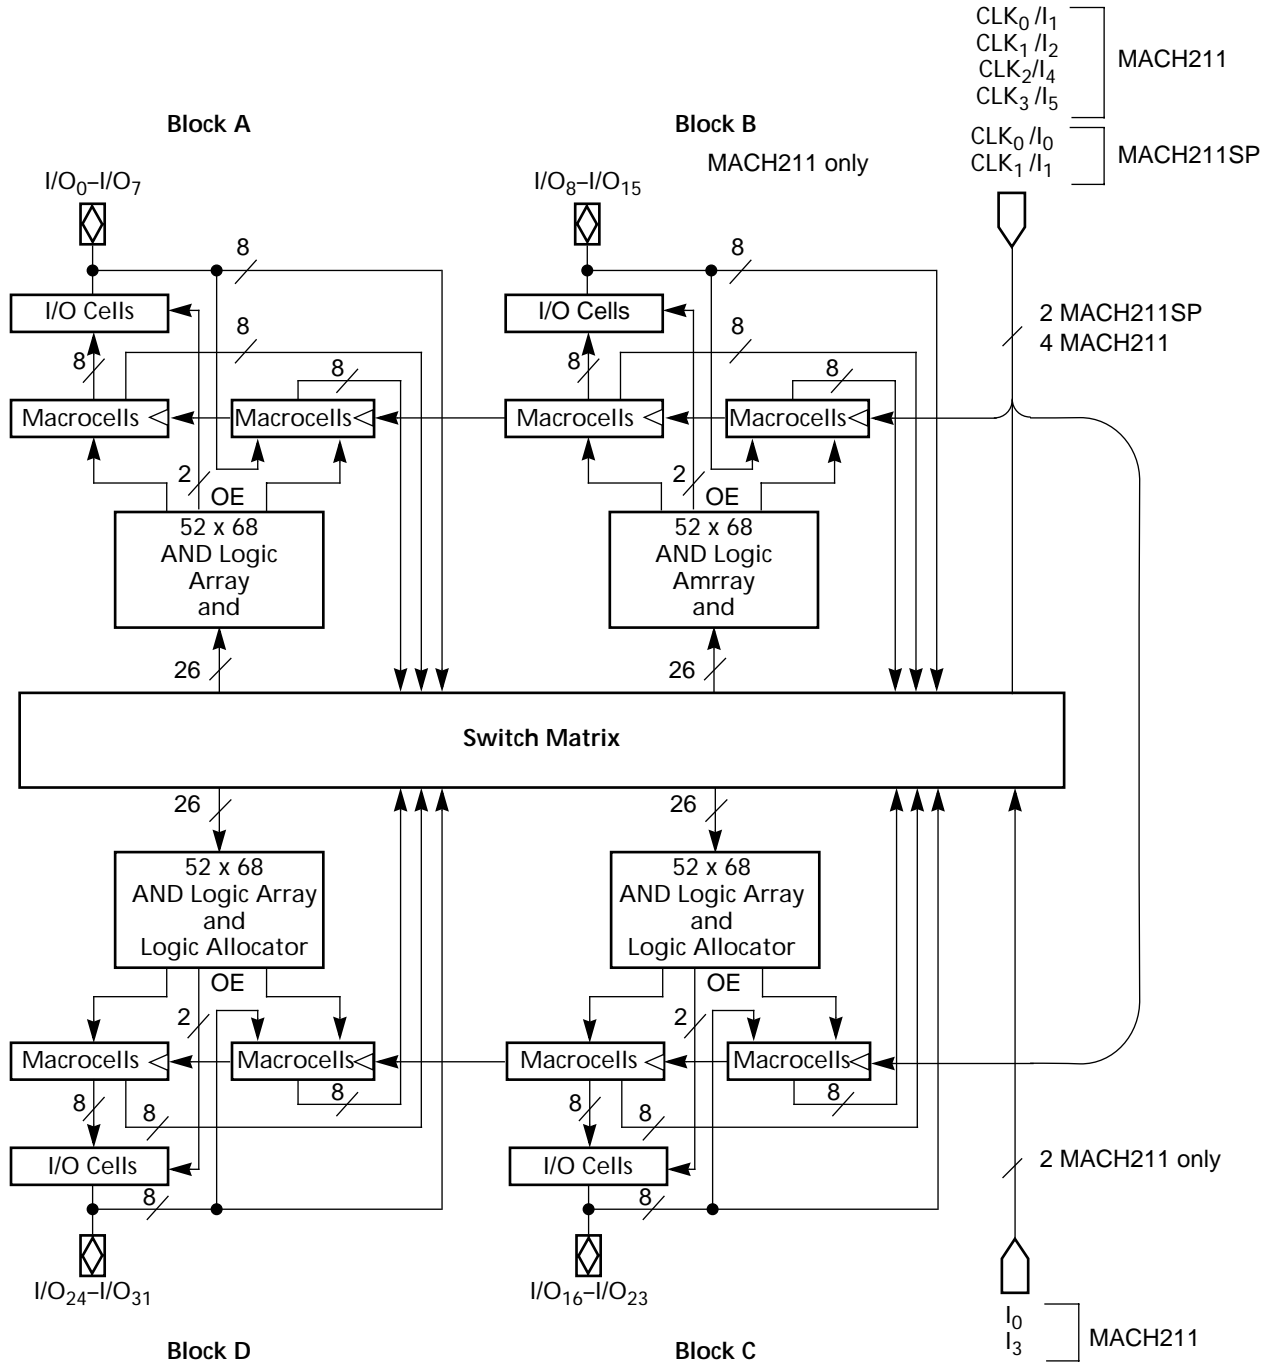 CLK0 /I1
CLK1 /I2
CLK2/I4
CLK3 /I5
MACH211
CLK0 /I0
CLK1 /I1
MACH211SP
Block A
Block B
MACH211 only
I/O0–I/O7
I/O8–I/O15
8
8
I/O Cells
I/O Cells
2 MACH211SP
4 MACH211
8
8
8
8
8
8
Macrocells
Macrocells
Macrocells
Macrocells
2
OE
2
OE
52 x 68
AND Logic
Array
and
52 x 68
AND Logic
Amrray
and
26
26
Switch Matrix
26
26
52 x 68
AND Logic Array
and
Logic Allocator
52 x 68
AND Logic Array
and
Logic Allocator
OE
OE
2
2
Macrocells
Macrocells
Macrocells
Macrocells
8
8
8
8
8
8
I/O Cells
I/O Cells
2 MACH211 only
8
8
I/O24–I/O31
I/O16–I/O23
I0
I3
MACH211
Block D
Block C